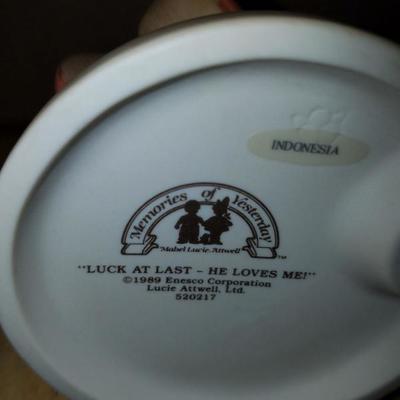 INDONESIA
Memories of Yesterday
Mabel Lucie Attwell
TM
"LUCK AT LAST - HE LOVES ME!"
©1989 Enesco Corporation
Lucie Attwell, Ltd.
520217